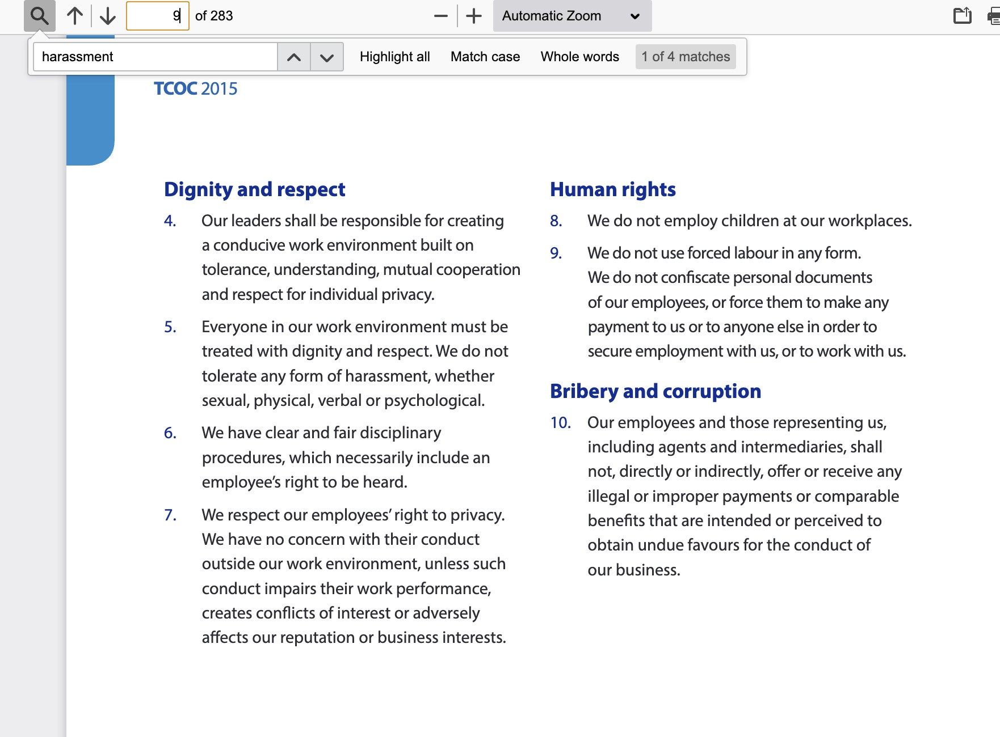 9 of 283
Automatic Zoom
harassment
Highlight all Match case Whole words 1 of 4 matches
TCOC 2015
Dignity and respect
4. Our leaders shall be responsible for creating
a conducive work environment built on
tolerance, understanding, mutual cooperation
and respect for individual privacy.
5. Everyone in our work environment must be
treated with dignity and respect. We do not
tolerate any form of harassment, whether
sexual, physical, verbal or psychological.
6. We have clear and fair disciplinary
procedures, which necessarily include an
employee's right to be heard.
7. We respect our employees' right to privacy.
We have no concern with their conduct
outside our work environment, unless such
conduct impairs their work performance,
creates conflicts of interest or adversely
affects our reputation or business interests.
Human rights
8. We do not employ children at our workplaces.
9. We do not use forced labour in any form.
We do not confiscate personal documents
of our employees, or force them to make any
payment to us or to anyone else in order to
secure employment with us, or to work with us.
Bribery and corruption
10. Our employees and those representing us,
including agents and intermediaries, shall
not, directly or indirectly, offer or receive any
illegal or improper payments or comparable
benefits that are intended or perceived to
obtain undue favours for the conduct of
our business.